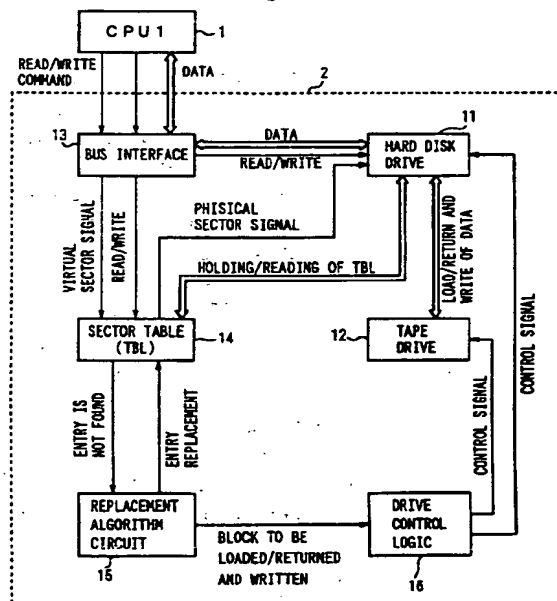 CPU1
1
READ/WRITE
COMMAND
DATA
2
13
BUS INTERFACE
DATA
READ/WRITE
11
HARD DISK
DRIVE
VIRTUAL
SECTOR SIGNAL
READ/WRITE
PHISICAL
SECTOR SIGNAL
HOLDING/READING OF TBL
LOAD/RETURN AND
WRITE OF DATA
CONTROL SIGNAL
SECTOR TABLE
(TBL)
14
12
TAPE
DRIVE
ENTRY IS
NOT FOUND
ENTRY
REPLACEMENT
CONTROL SIGNAL
REPLACEMENT
ALGORITHM
CIRCUIT
15
BLOCK TO BE
LOADED/RETURNED
AND WRITTEN
DRIVE
CONTROL
LOGIC
16